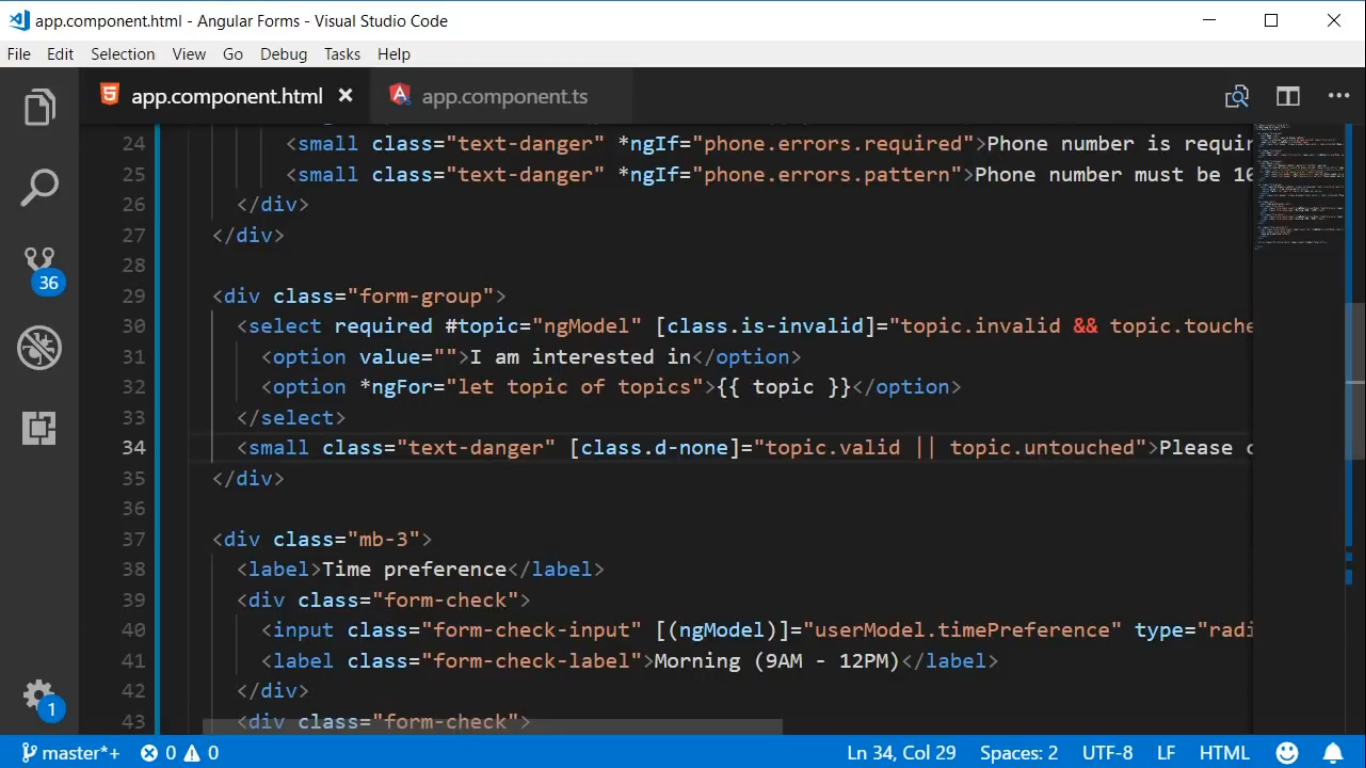 app.component.html - Angular Forms - Visual Studio Code
File Edit Selection View Go Debug Tasks Help
app.component.html app.component.ts
24 <small class="text-danger" *ngIf="phone.errors.required">Phone number is requir
25 <small class="text-danger" *ngIf="phone.errors.pattern">Phone number must be 10
26 </div>
27 </div>
28
29 <div class="form-group">
30 <select required #topic="ngModel" [class.is-invalid]="topic.invalid && topic.touche
31 <option value="">I am interested in</option>
32 <option *ngFor="let topic of topics">{{ topic }}</option>
33 </select>
34 <small class="text-danger" [class.d-none]="topic.valid || topic.untouched">Please c
35 </div>
36
37 <div class="mb-3">
38 <label>Time preference</label>
39 <div class="form-check">
40 <input class="form-check-input" [(ngModel)]="userModel.timePreference" type="radi
41 <label class="form-check-label">Morning (9AM - 12PM)</label>
42 </div>
43 <div class="form-check">
36
1
master*+ 0 0 Ln 34, Col 29 Spaces: 2 UTF-8 LF HTML